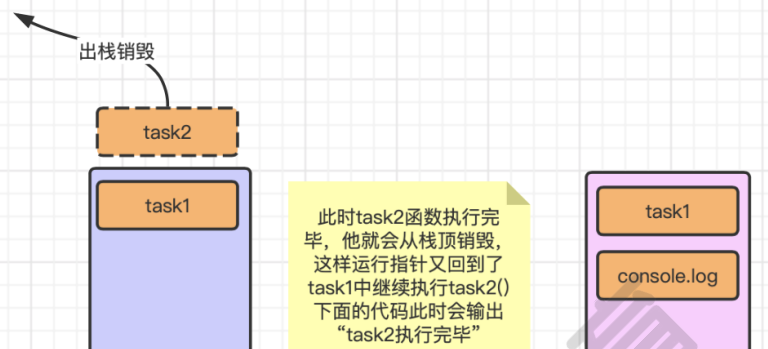 出栈销毁
task2
task1
此时task2函数执行完
毕，他就会从栈顶销毁，
这样运行指针又回到了
task1中继续执行task2()
下面的代码此时会输出
“task2执行完毕”
task1
console.log